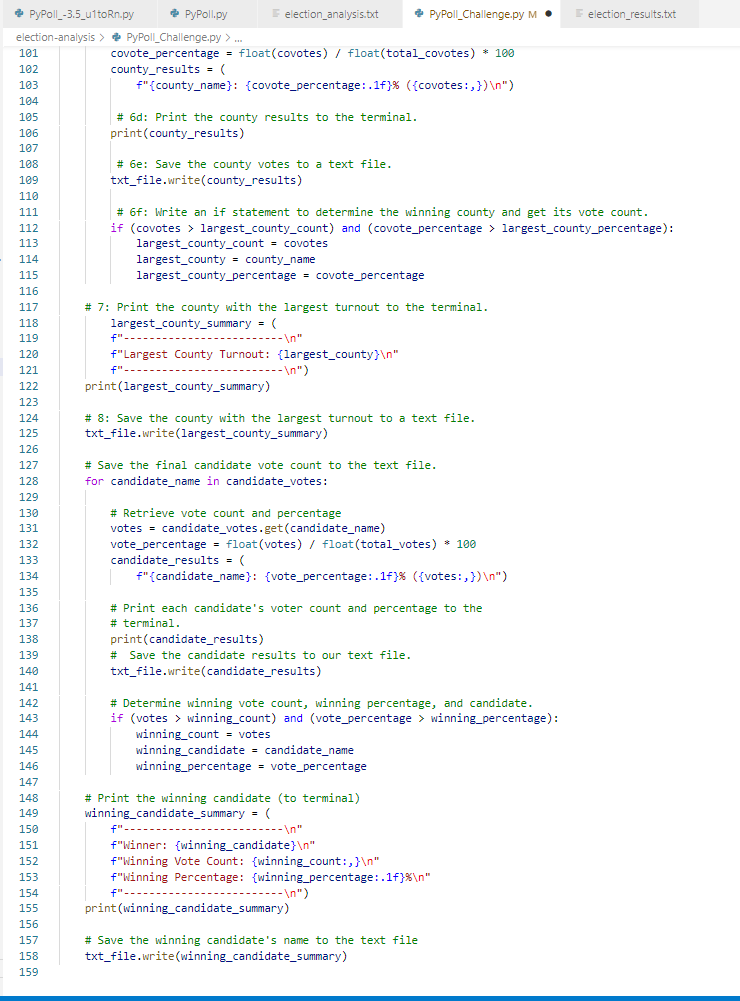 PyPoll_-3.5_u1toRn.py PyPoll.py election_analysis.txt PyPoll_Challenge.py M ● election_results.txt
election-analysis > PyPoll_Challenge.py > ...
101 covote_percentage = float(covotes) / float(total_covotes) * 100
102 county_results = (
103 f"{county_name}: {covote_percentage:.1f}% ({covotes:,})\n")
104
105 # 6d: Print the county results to the terminal.
106 print(county_results)
107
108 # 6e: Save the county votes to a text file.
109 txt_file.write(county_results)
110
111 # 6f: Write an if statement to determine the winning county and get its vote count.
112 if (covotes > largest_county_count) and (covote_percentage > largest_county_percentage):
113 largest_county_count = covotes
114 largest_county = county_name
115 largest_county_percentage = covote_percentage
116
117 # 7: Print the county with the largest turnout to the terminal.
118 largest_county_summary = (
119 f"-------------------------\n"
120 f"Largest County Turnout: {largest_county}\n"
121 f"-------------------------\n")
122 print(largest_county_summary)
123
124 # 8: Save the county with the largest turnout to a text file.
125 txt_file.write(largest_county_summary)
126
127 # Save the final candidate vote count to the text file.
128 for candidate_name in candidate_votes:
129
130 # Retrieve vote count and percentage
131 votes = candidate_votes.get(candidate_name)
132 vote_percentage = float(votes) / float(total_votes) * 100
133 candidate_results = (
134 f"{candidate_name}: {vote_percentage:.1f}% ({votes:,})\n")
135
136 # Print each candidate's voter count and percentage to the
137 # terminal.
138 print(candidate_results)
139 #  Save the candidate results to our text file.
140 txt_file.write(candidate_results)
141
142 # Determine winning vote count, winning percentage, and candidate.
143 if (votes > winning_count) and (vote_percentage > winning_percentage):
144 winning_count = votes
145 winning_candidate = candidate_name
146 winning_percentage = vote_percentage
147
148 # Print the winning candidate (to terminal)
149 winning_candidate_summary = (
150 f"-------------------------\n"
151 f"Winner: {winning_candidate}\n"
152 f"Winning Vote Count: {winning_count:,}\n"
153 f"Winning Percentage: {winning_percentage:.1f}%\n"
154 f"-------------------------\n")
155 print(winning_candidate_summary)
156
157 # Save the winning candidate's name to the text file
158 txt_file.write(winning_candidate_summary)
159